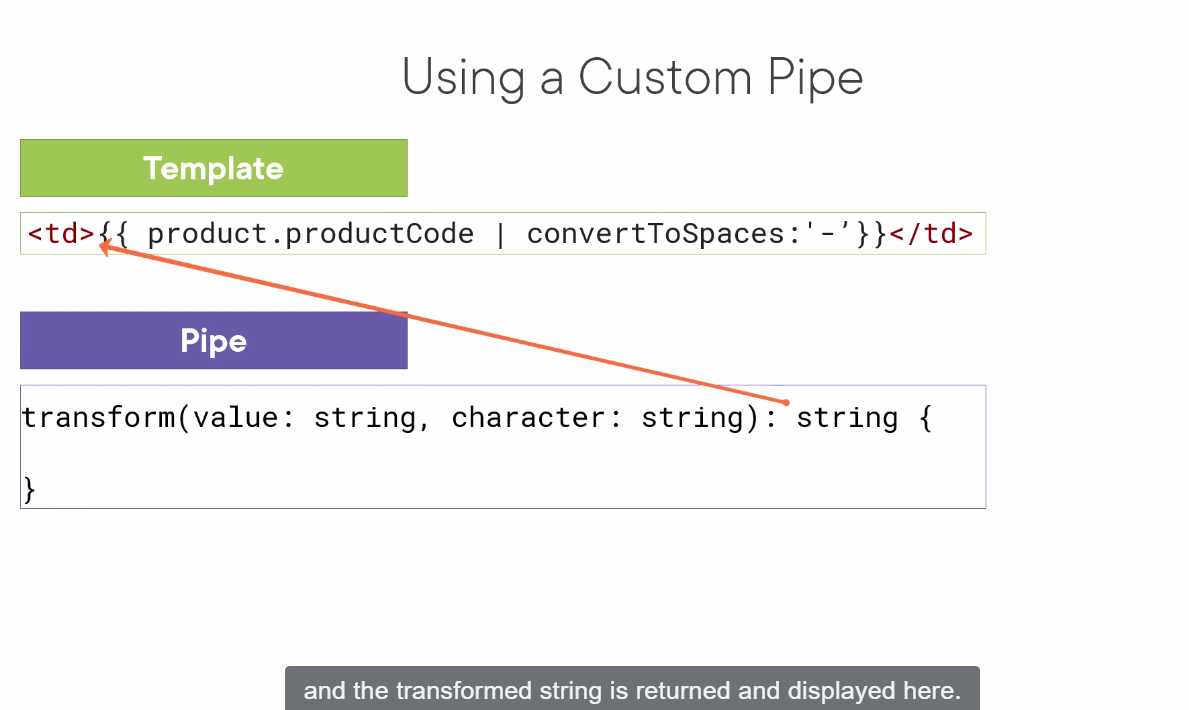 Using a Custom Pipe
Template
<td>{{ product.productCode | convertToSpaces:'-’}}</td>
Pipe
transform(value: string, character: string): string {
}
and the transformed string is returned and displayed here.